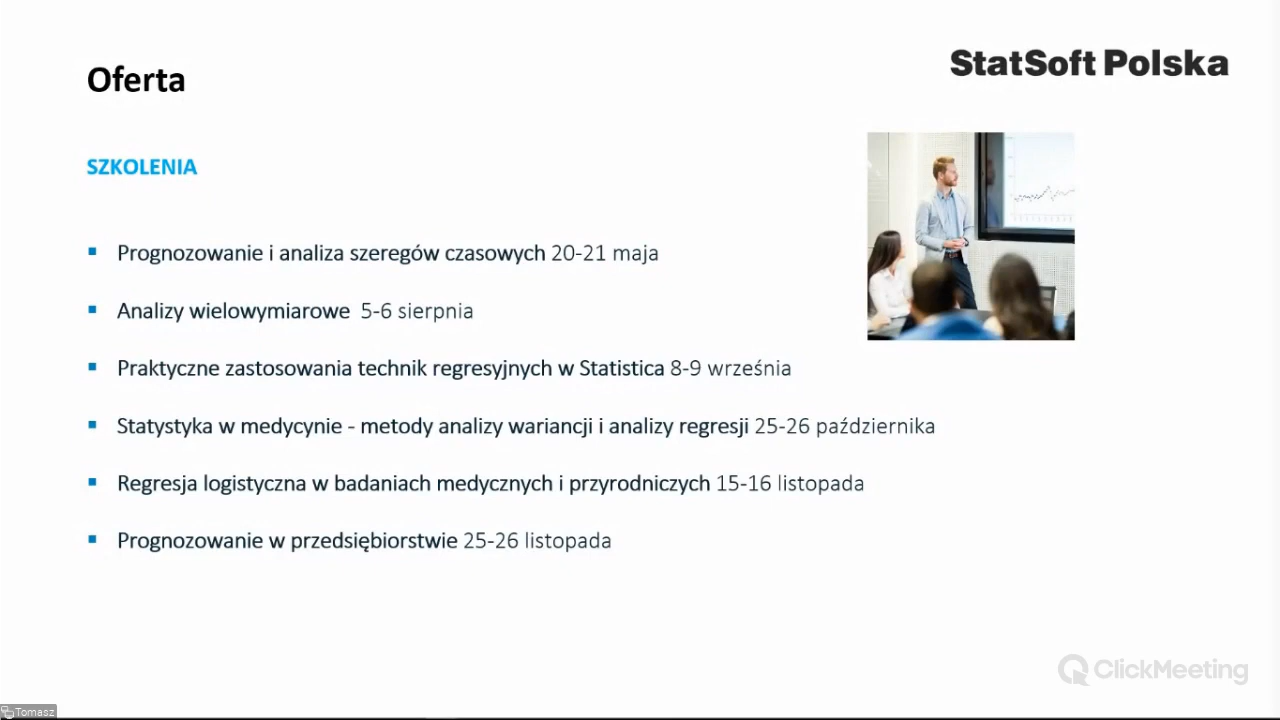 Oferta
StatSoft Polska
SZKOLENIA
Prognozowanie i analiza szeregów czasowych 20-21 maja
Analizy wielowymiarowe 5-6 sierpnia
Praktyczne zastosowania technik regresyjnych w Statistica 8-9 września
Statystyka w medycynie - metody analizy wariancji i analizy regresji 25-26 października
Regresja logistyczna w badaniach medycznych i przyrodniczych 15-16 listopada
Prognozowanie w przedsiębiorstwie 25-26 listopada
ClickMeeting
Tomasz